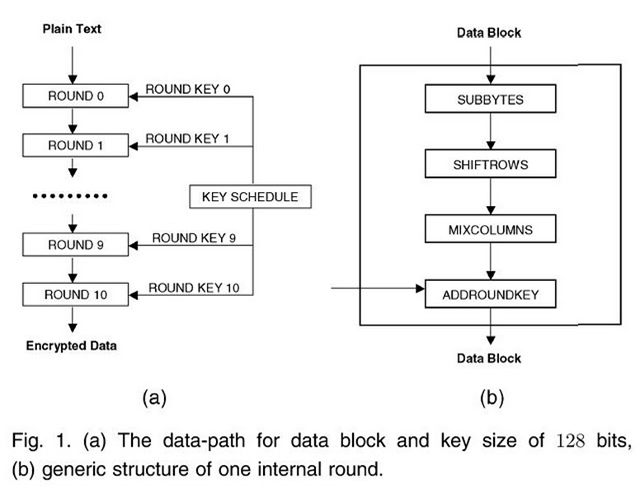 Plain Text
ROUND 0
ROUND KEY 0
ROUND 1
ROUND KEY 1
KEY SCHEDULE
ROUND 9
ROUND KEY 9
ROUND 10
ROUND KEY 10
Encrypted Data
(a)
Data Block
SUBBYTES
SHIFTROWS
MIXCOLUMNS
ADDROUNDKEY
Data Block
(b)
Fig. 1. (a) The data-path for data block and key size of 128 bits,
(b) generic structure of one internal round.